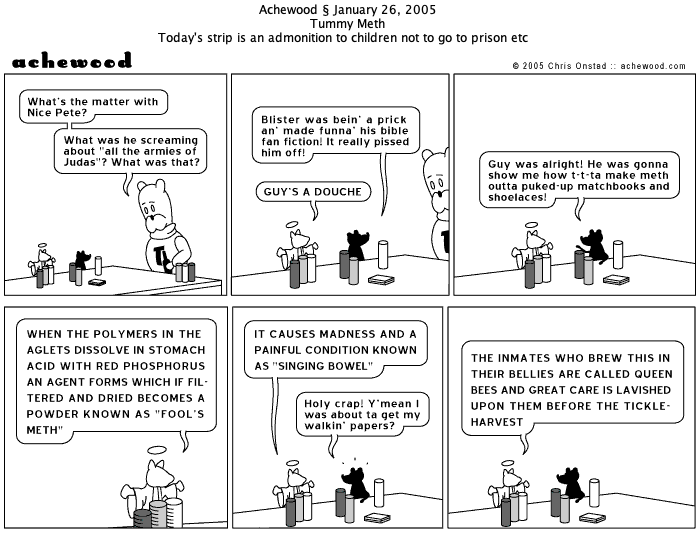 Achewood § January 26, 2005
Tummy Meth
Today's strip is an admonition to children not to go to prison etc
achewood
© 2005 Chris Onstad :: achewood.com
What's the matter with
Nice Pete?
What was he screaming
about "all the armies of
Judas"? What was that?
Blister was bein' a prick
an' made funna' his bible
fan fiction! It really pissed
him off!
GUY'S A DOUCHE
Guy was alright! He was gonna
show me how t-t-ta make meth
outta puked-up matchbooks and
shoelaces!
WHEN THE POLYMERS IN THE
AGLETS DISSOLVE IN STOMACH
ACID WITH RED PHOSPHORUS
AN AGENT FORMS WHICH IF FIL-
TERED AND DRIED BECOMES A
POWDER KNOWN AS "FOOL'S
METH"
IT CAUSES MADNESS AND A
PAINFUL CONDITION KNOWN
AS "SINGING BOWEL"
Holy crap! Y'mean I
was about ta get my
walkin' papers?
THE INMATES WHO BREW THIS IN
THEIR BELLIES ARE CALLED QUEEN
BEES AND GREAT CARE IS LAVISHED
UPON THEM BEFORE THE TICKLE-
HARVEST